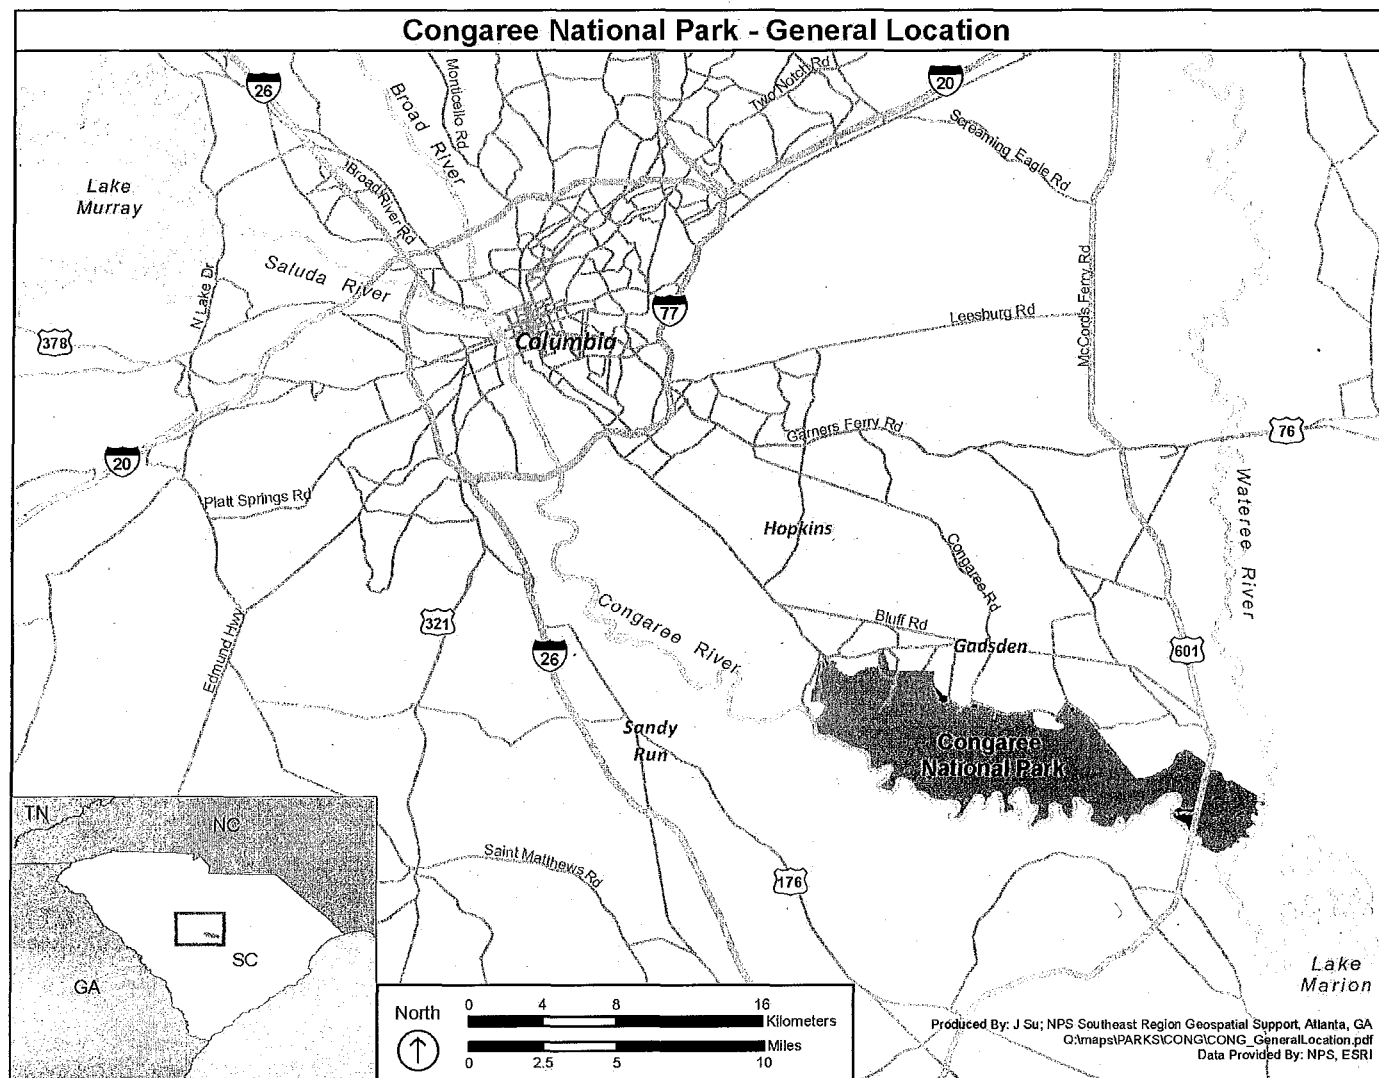 Congaree National Park - General Location
26
Broad River
Monticello Rd
Two Notch Rd
20
Screaming Eagle Rd
Lake
Murray
Broad River Rd
Saluda River
N Lake Dr
77
Leesburg Rd
McCords Ferry Rd
378
Columbia
Garners Ferry Rd
76
20
Platt Springs Rd
Hopkins
Wateree River
Congaree Rd
Edmund Hwy
321
Congaree River
Bluff Rd
Gadsden
26
601
Sandy
Run
Congaree
National Park
TN
NC
Saint Matthews Rd
176
SC
GA
Lake
Marion
North
0 4 8 16
Kilometers
Miles
0 2.5 5 10
Produced By: J Su; NPS Southeast Region Geospatial Support, Atlanta, GA
Q:\maps\PARKS\CONG\CONG_GeneralLocation.pdf
Data Provided By: NPS, ESRI